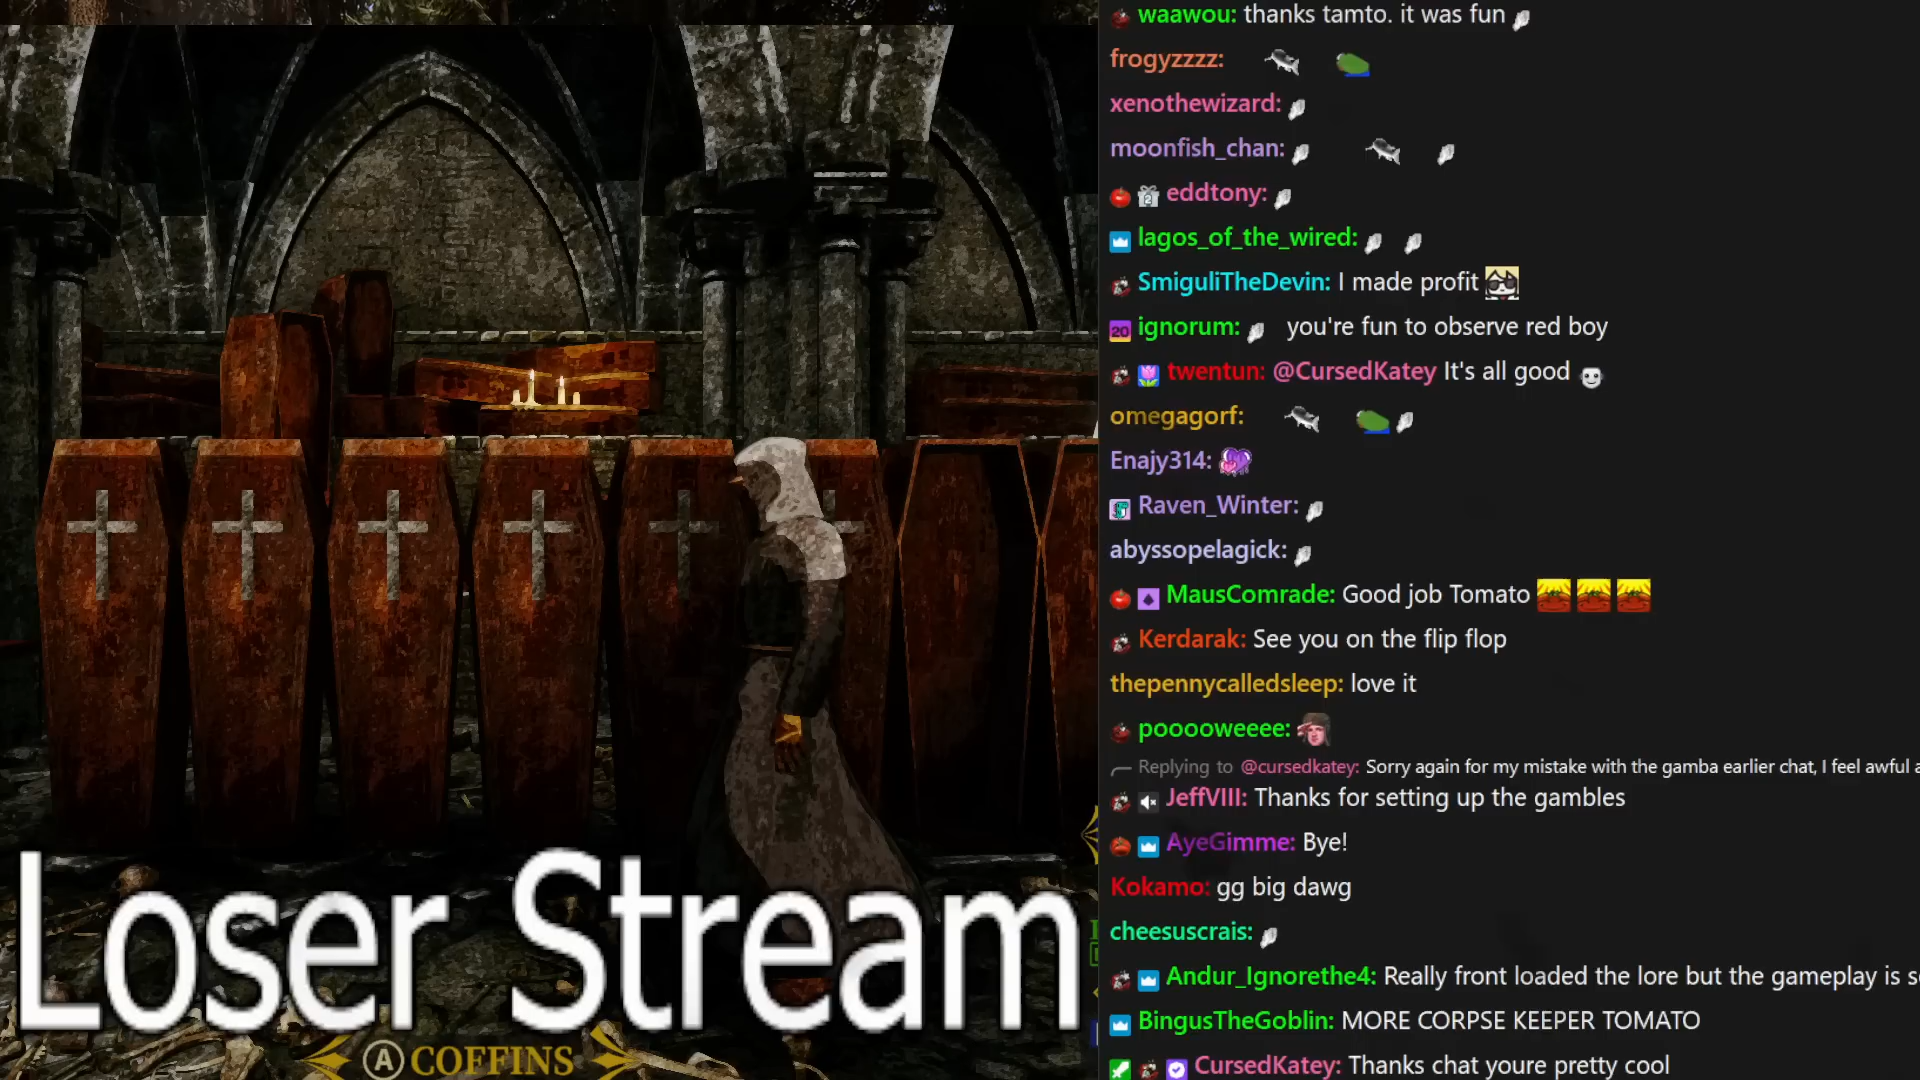 waawou: thanks tamto. it was fun
frogyzzzz:
xenothewizard:
moonfish_chan:
2 eddtony:
lagos_of_the_wired:
SmiguliTheDevin: I made profit
20 ignorum: you're fun to observe red boy
twentun: @CursedKatey It's all good
omegagorf:
Enajy314:
Raven_Winter:
abyssopelagick:
MausComrade: Good job Tomato
Kerdarak: See you on the flip flop
thepennycalledsleep: love it
pooooweeee:
Replying to @cursedkatey: Sorry again for my mistake with the gamba earlier chat, I feel awful a
JeffVIII: Thanks for setting up the gambles
AyeGimme: Bye!
Kokamo: gg big dawg
cheesuscrais:
Andur_Ignorethe4: Really front loaded the lore but the gameplay is s
BingusTheGoblin: MORE CORPSE KEEPER TOMATO
CursedKatey: Thanks chat youre pretty cool
Loser Stream
A COFFINS